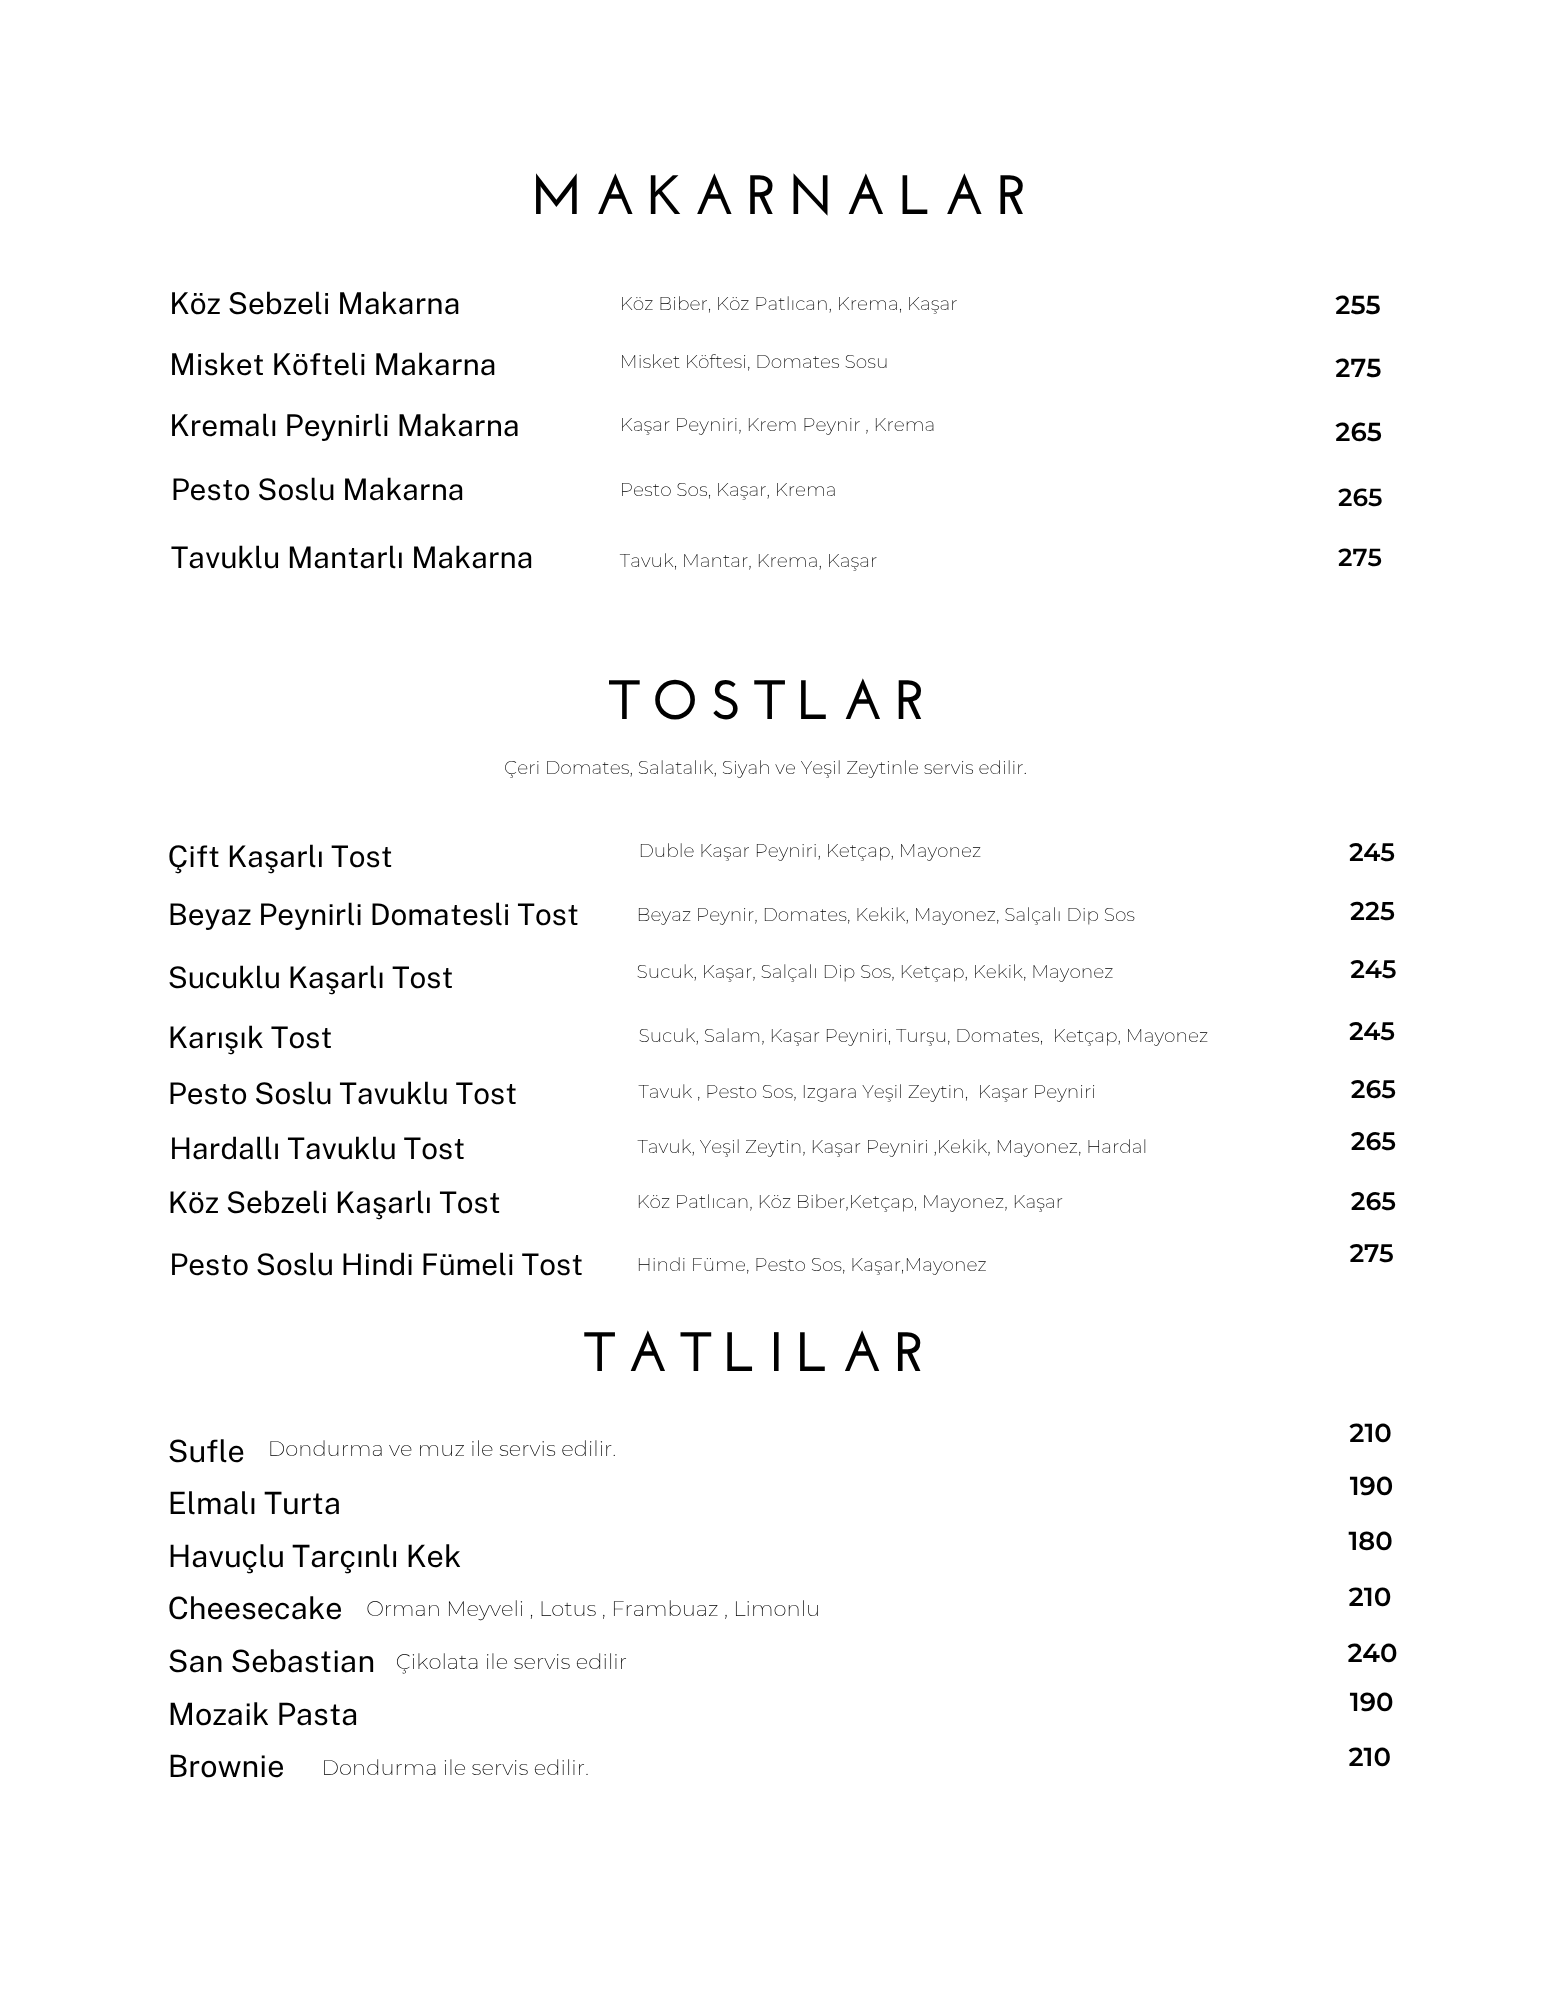 MAKARNALAR
Köz Sebzeli Makarna Köz Biber, Köz Patlıcan, Krema, Kaşar 255
Misket Köfteli Makarna Misket Köftesi, Domates Sosu 275
Kremalı Peynirli Makarna Kaşar Peyniri, Krem Peynir , Krema 265
Pesto Soslu Makarna Pesto Sos, Kaşar, Krema 265
Tavuklu Mantarlı Makarna Tavuk, Mantar, Krema, Kaşar 275
TOSTLAR
Çeri Domates, Salatalık, Siyah ve Yeşil Zeytinle servis edilir.
Çift Kaşarlı Tost Duble Kaşar Peyniri, Ketçap, Mayonez 245
Beyaz Peynirli Domatesli Tost Beyaz Peynir, Domates, Kekik, Mayonez, Salçalı Dip Sos 225
Sucuklu Kaşarlı Tost Sucuk, Kaşar, Salçalı Dip Sos, Ketçap, Kekik, Mayonez 245
Karışık Tost Sucuk, Salam, Kaşar Peyniri, Turşu, Domates, Ketçap, Mayonez 245
Pesto Soslu Tavuklu Tost Tavuk , Pesto Sos, Izgara Yeşil Zeytin, Kaşar Peyniri 265
Hardallı Tavuklu Tost Tavuk, Yeşil Zeytin, Kaşar Peyniri ,Kekik, Mayonez, Hardal 265
Köz Sebzeli Kaşarlı Tost Köz Patlıcan, Köz Biber,Ketçap, Mayonez, Kaşar 265
Pesto Soslu Hindi Fümeli Tost Hindi Füme, Pesto Sos, Kaşar,Mayonez 275
TATLILAR
Sufle Dondurma ve muz ile servis edilir. 210
Elmalı Turta 190
Havuçlu Tarçınlı Kek 180
Cheesecake Orman Meyveli , Lotus , Frambuaz , Limonlu 210
San Sebastian Çikolata ile servis edilir 240
Mozaik Pasta 190
Brownie Dondurma ile servis edilir. 210